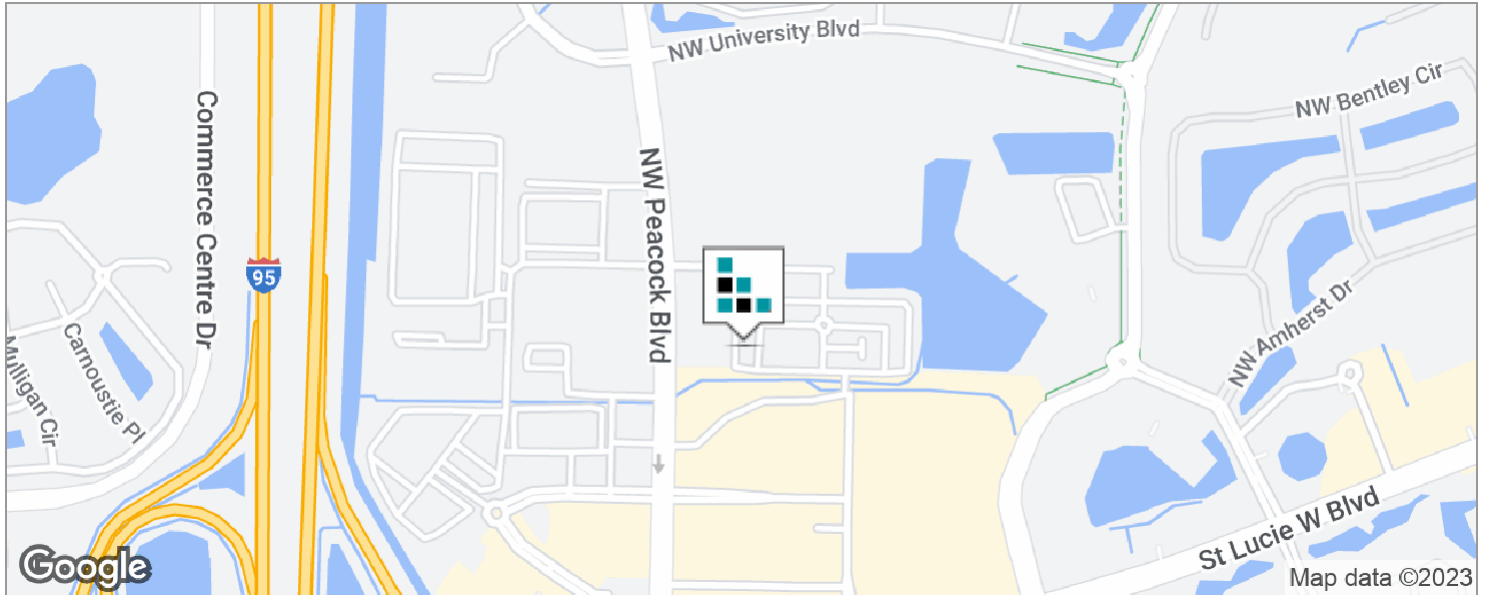 NW University Blvd
NW Bentley Cir
Commerce Centre Dr
NW Peacock Blvd
95
NW Amherst Dr
Carnoustie Pl
Mulligan Cir
St Lucie W Blvd
Google
Map data ©2023